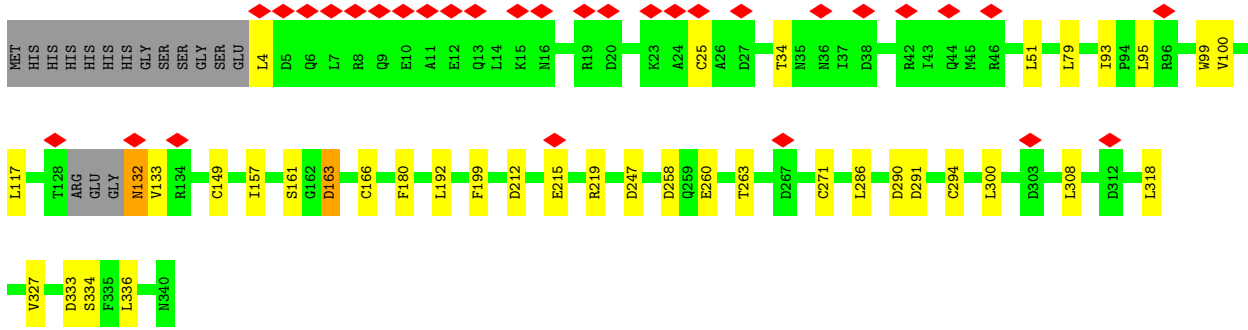 MET HIS HIS HIS HIS HIS HIS GLY SER SER GLY SER GLU L4 D5 Q6 L7 R8 Q9 E10 A11 E12 Q13 L14 K15 N16 R19 D20 K23 A24 C25 A26 D27 T34 N35 N36 I37 D38 R42 I43 Q44 M45 R46 L51 L79 I93 P94 L95 R96 W99 V100
L117 T128 ARG GLU GLY N132 V133 R134 C149 I157 S161 G162 D163 C166 F180 L192 F199 D212 E215 R219 D247 D258 Q259 E260 T263 D267 C271 L286 D290 D291 C294 L300 D303 L308 D312 L318
V327 D333 S334 F335 L336 N340